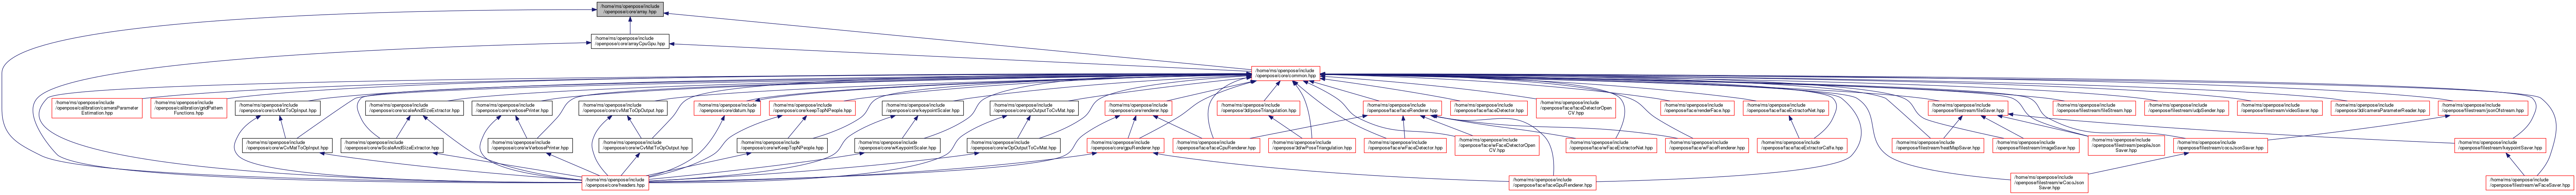 /home/ms/openpose/include
/openpose/core/array.hpp
/home/ms/openpose/include
/openpose/core/arrayCpuGpu.hpp
/home/ms/openpose/include
/openpose/core/common.hpp
/home/ms/openpose/include
/openpose/calibration/cameraParameter
Estimation.hpp
/home/ms/openpose/include
/openpose/calibration/gridPattern
Functions.hpp
/home/ms/openpose/include
/openpose/core/cvMatToOpInput.hpp
/home/ms/openpose/include
/openpose/core/scaleAndSizeExtractor.hpp
/home/ms/openpose/include
/openpose/core/verbosePrinter.hpp
/home/ms/openpose/include
/openpose/core/cvMatToOpOutput.hpp
/home/ms/openpose/include
/openpose/core/datum.hpp
/home/ms/openpose/include
/openpose/core/keepTopNPeople.hpp
/home/ms/openpose/include
/openpose/core/keypointScaler.hpp
/home/ms/openpose/include
/openpose/core/opOutputToCvMat.hpp
/home/ms/openpose/include
/openpose/core/renderer.hpp
/home/ms/openpose/include
/openpose/3d/poseTriangulation.hpp
/home/ms/openpose/include
/openpose/face/faceRenderer.hpp
/home/ms/openpose/include
/openpose/face/faceDetector.hpp
/home/ms/openpose/include
/openpose/face/faceDetectorOpen
CV.hpp
/home/ms/openpose/include
/openpose/face/renderFace.hpp
/home/ms/openpose/include
/openpose/face/faceExtractorNet.hpp
/home/ms/openpose/include
/openpose/filestream/fileSaver.hpp
/home/ms/openpose/include
/openpose/filestream/fileStream.hpp
/home/ms/openpose/include
/openpose/filestream/udpSender.hpp
/home/ms/openpose/include
/openpose/filestream/videoSaver.hpp
/home/ms/openpose/include
/openpose/3d/cameraParameterReader.hpp
/home/ms/openpose/include
/openpose/filestream/jsonOfstream.hpp
/home/ms/openpose/include
/openpose/core/wCvMatToOpInput.hpp
/home/ms/openpose/include
/openpose/core/wScaleAndSizeExtractor.hpp
/home/ms/openpose/include
/openpose/core/wVerbosePrinter.hpp
/home/ms/openpose/include
/openpose/core/wCvMatToOpOutput.hpp
/home/ms/openpose/include
/openpose/core/wKeepTopNPeople.hpp
/home/ms/openpose/include
/openpose/core/wKeypointScaler.hpp
/home/ms/openpose/include
/openpose/core/wOpOutputToCvMat.hpp
/home/ms/openpose/include
/openpose/core/gpuRenderer.hpp
/home/ms/openpose/include
/openpose/face/faceCpuRenderer.hpp
/home/ms/openpose/include
/openpose/3d/wPoseTriangulation.hpp
/home/ms/openpose/include
/openpose/face/wFaceDetector.hpp
/home/ms/openpose/include
/openpose/face/wFaceDetectorOpen
CV.hpp
/home/ms/openpose/include
/openpose/face/wFaceExtractorNet.hpp
/home/ms/openpose/include
/openpose/face/wFaceRenderer.hpp
/home/ms/openpose/include
/openpose/face/faceExtractorCaffe.hpp
/home/ms/openpose/include
/openpose/filestream/heatMapSaver.hpp
/home/ms/openpose/include
/openpose/filestream/imageSaver.hpp
/home/ms/openpose/include
/openpose/filestream/peopleJson
Saver.hpp
/home/ms/openpose/include
/openpose/filestream/cocoJsonSaver.hpp
/home/ms/openpose/include
/openpose/filestream/keypointSaver.hpp
/home/ms/openpose/include
/openpose/core/headers.hpp
/home/ms/openpose/include
/openpose/face/faceGpuRenderer.hpp
/home/ms/openpose/include
/openpose/filestream/wCocoJson
Saver.hpp
/home/ms/openpose/include
/openpose/filestream/wFaceSaver.hpp